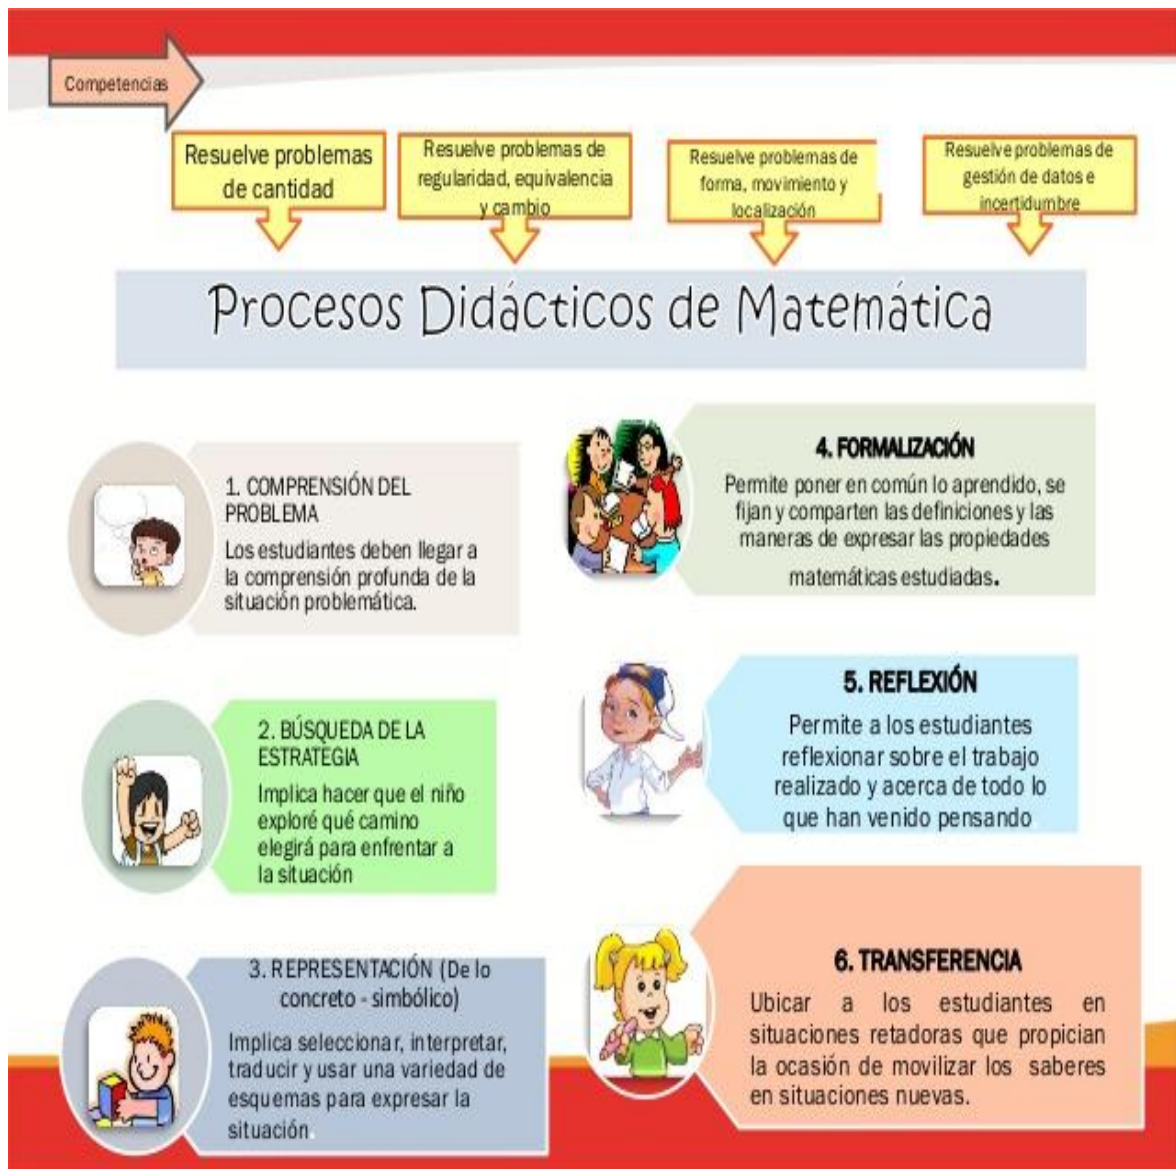 Competencias
Resuelve problemas
de cantidad
Resuelve problemas de
regularidad, equivalencia
y cambio
Resuelve problemas de
forma, movimiento y
localización
Resuelve problemas de
gestión de datos e
incertidumbre
Procesos Didácticos de Matemática
1. COMPRENSIÓN DEL
PROBLEMA
Los estudiantes deben llegar a
la comprensión profunda de la
situación problemática.
2. BÚSQUEDA DE LA
ESTRATEGIA
Implica hacer que el niño
exploré qué camino
elegirá para enfrentar a
la situación
3. REPRESENTACIÓN (De lo
concreto - simbólico)
Implica seleccionar, interpretar,
traducir y usar una variedad de
esquemas para expresar la
situación.
4. FORMALIZACIÓN
Permite poner en común lo aprendido, se
fijan y comparten las definiciones y las
maneras de expresar las propiedades
matemáticas estudiadas.
5. REFLEXIÓN
Permite a los estudiantes
reflexionar sobre el trabajo
realizado y acerca de todo lo
que han venido pensando
6. TRANSFERENCIA
Ubicar a los estudiantes en
situaciones retadoras que propician
la ocasión de movilizar los saberes
en situaciones nuevas.